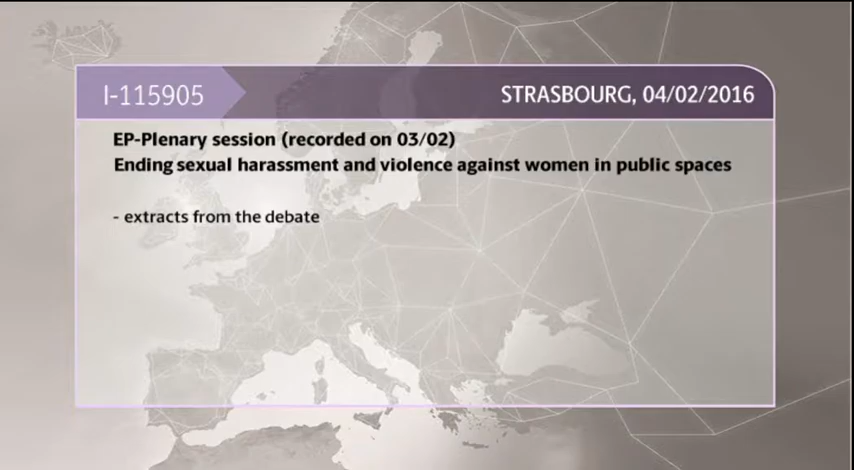 I-115905
STRASBOURG, 04/02/2016
EP-Plenary session (recorded on 03/02)
Ending sexual harassment and violence against women in public spaces
- extracts from the debate